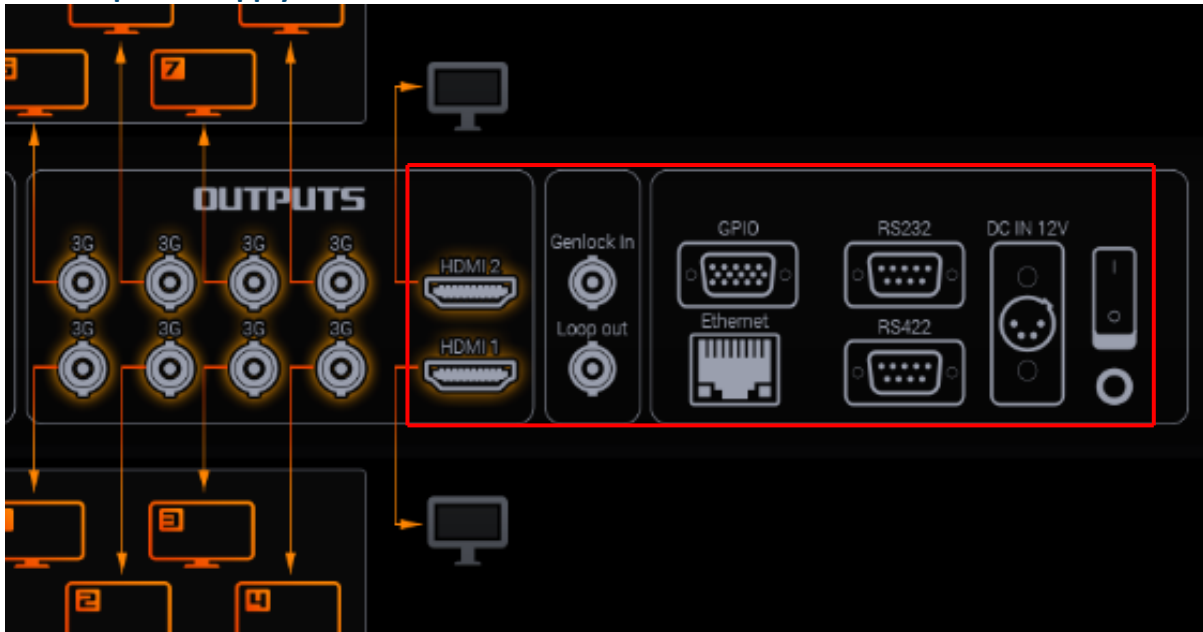 7
OUTPUTS
3G 3G 3G 3G
HDMI 2
3G 3G 3G 3G
HDMI 1
Genlock In
Loop out
GPIO
RS232
DC IN 12V
Ethernet
RS422
3
2
4